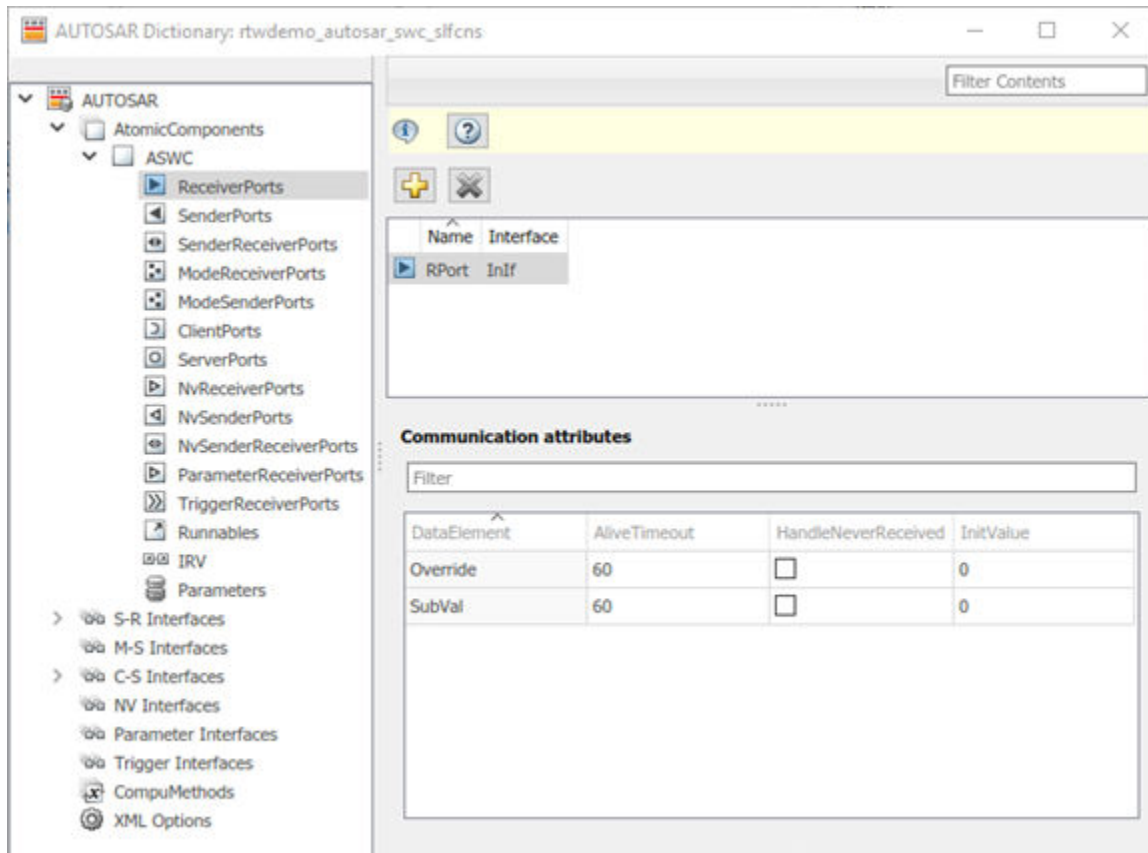 AUTOSAR Dictionary: rtwdemo_autosar_swc_slfcns
Filter Contents
AUTOSAR
AtomicComponents
ASWC
ReceiverPorts
SenderPorts
SenderReceiverPorts
ModeReceiverPorts
ModeSenderPorts
ClientPorts
ServerPorts
NvReceiverPorts
NvSenderPorts
NvSenderReceiverPorts
ParameterReceiverPorts
TriggerReceiverPorts
Runnables
IRV
Parameters
S-R Interfaces
M-S Interfaces
C-S Interfaces
NV Interfaces
Parameter Interfaces
Trigger Interfaces
CompuMethods
XML Options
Name Interface
RPort InIf
Communication attributes
Filter
DataElement AliveTimeout HandleNeverReceived InitValue
Override 60 0
SubVal 60 0